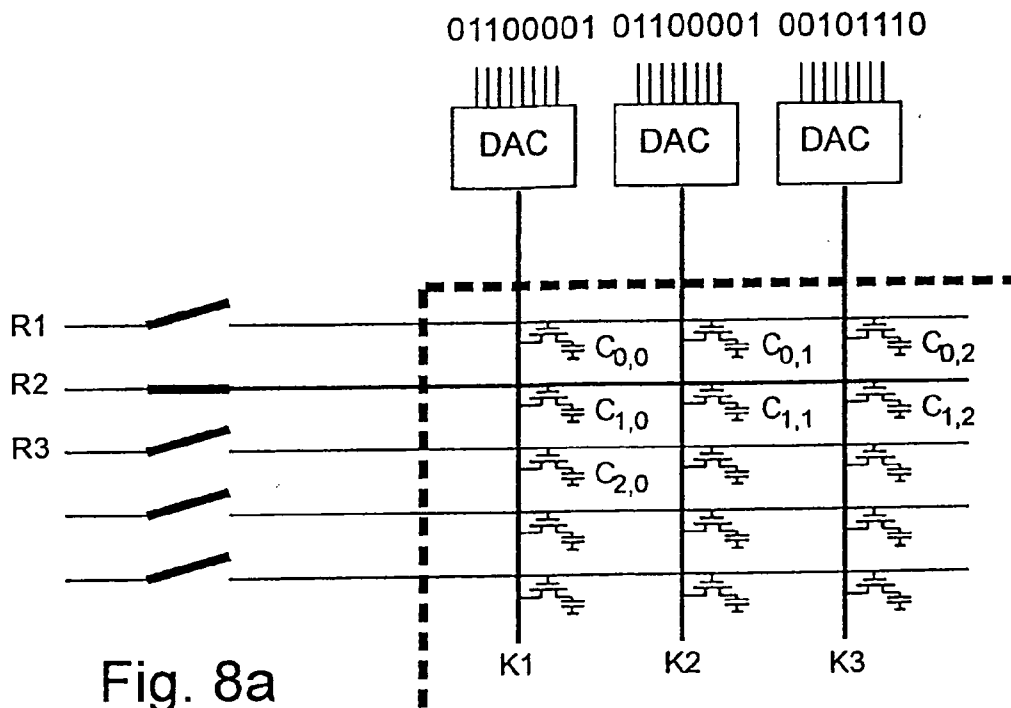 01100001 01100001 00101110
DAC DAC DAC
R1
C0,0 C0,1 C0,2
R2
C1,0 C1,1 C1,2
R3
C2,0
K1 K2 K3
Fig. 8a